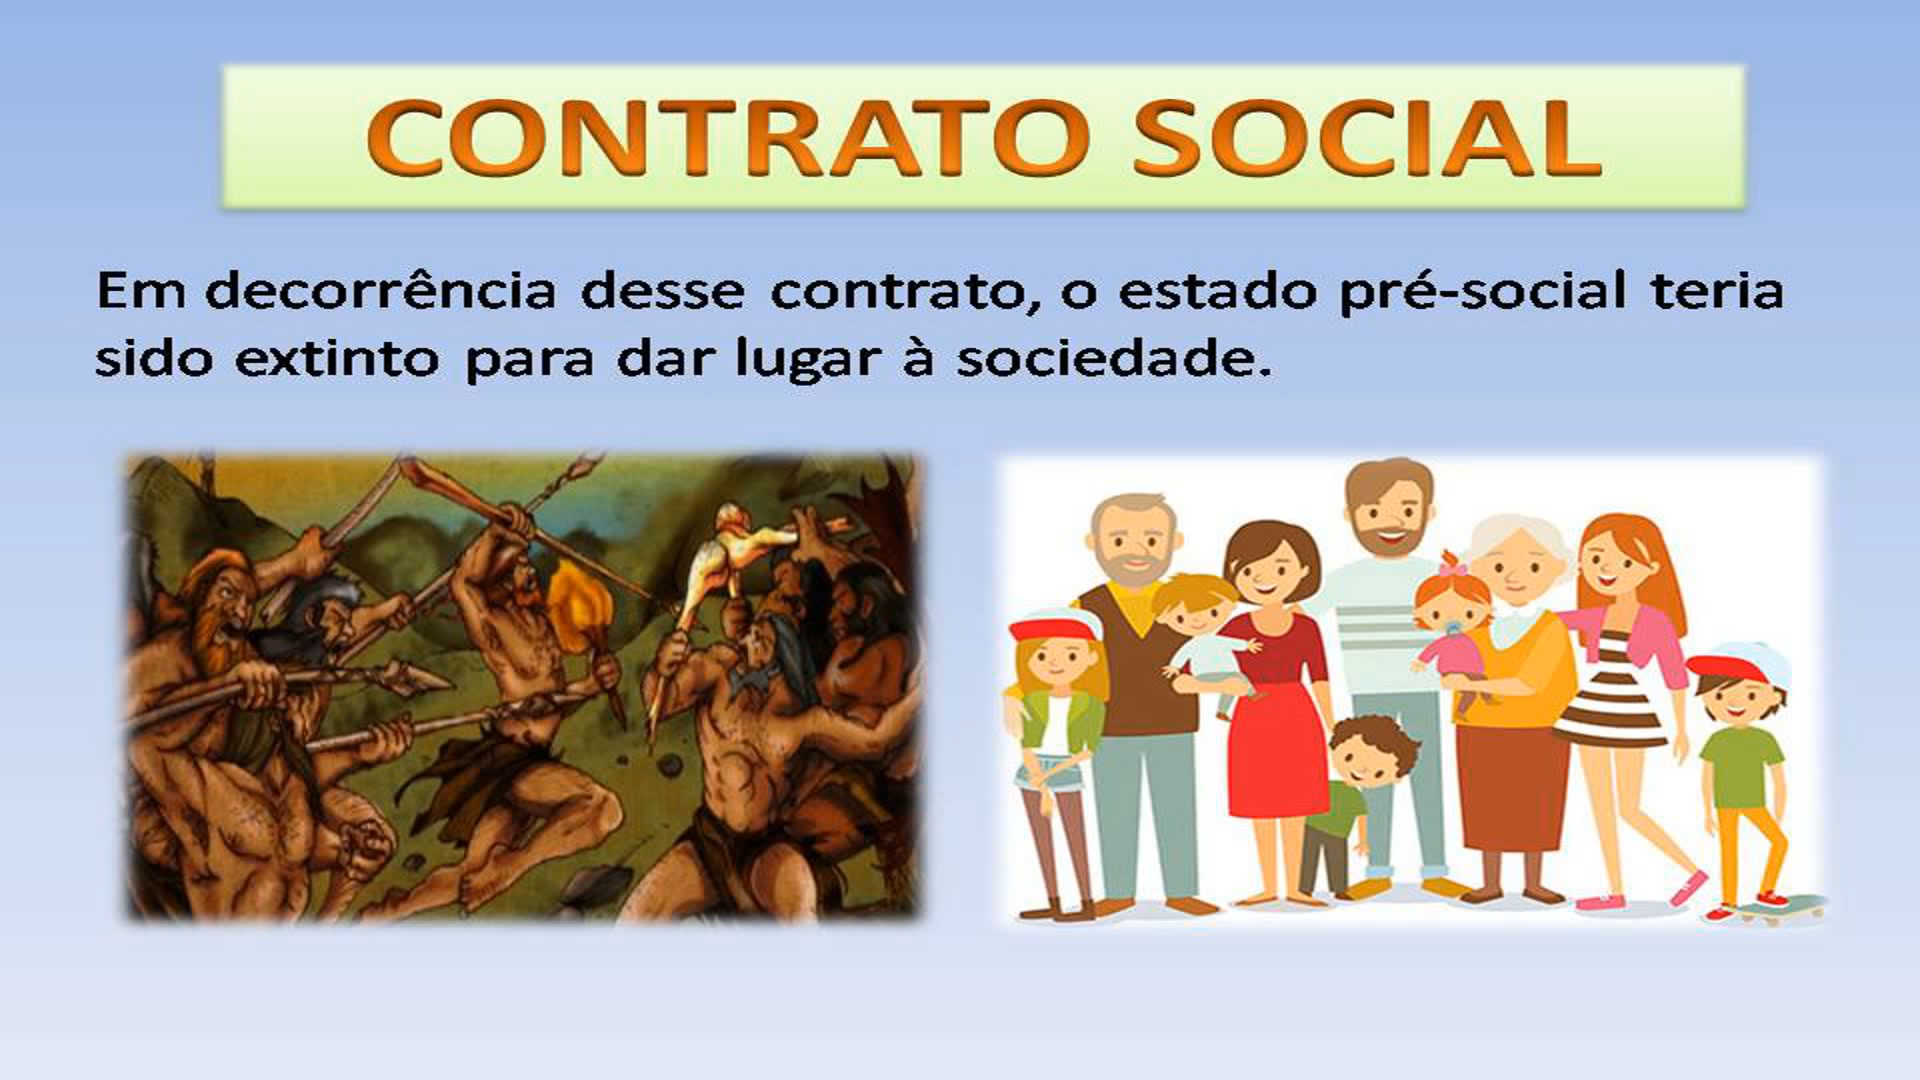 CONTRATO SOCIAL
Em decorrência desse contrato, o estado pré-social teria
sido extinto para dar lugar à sociedade.